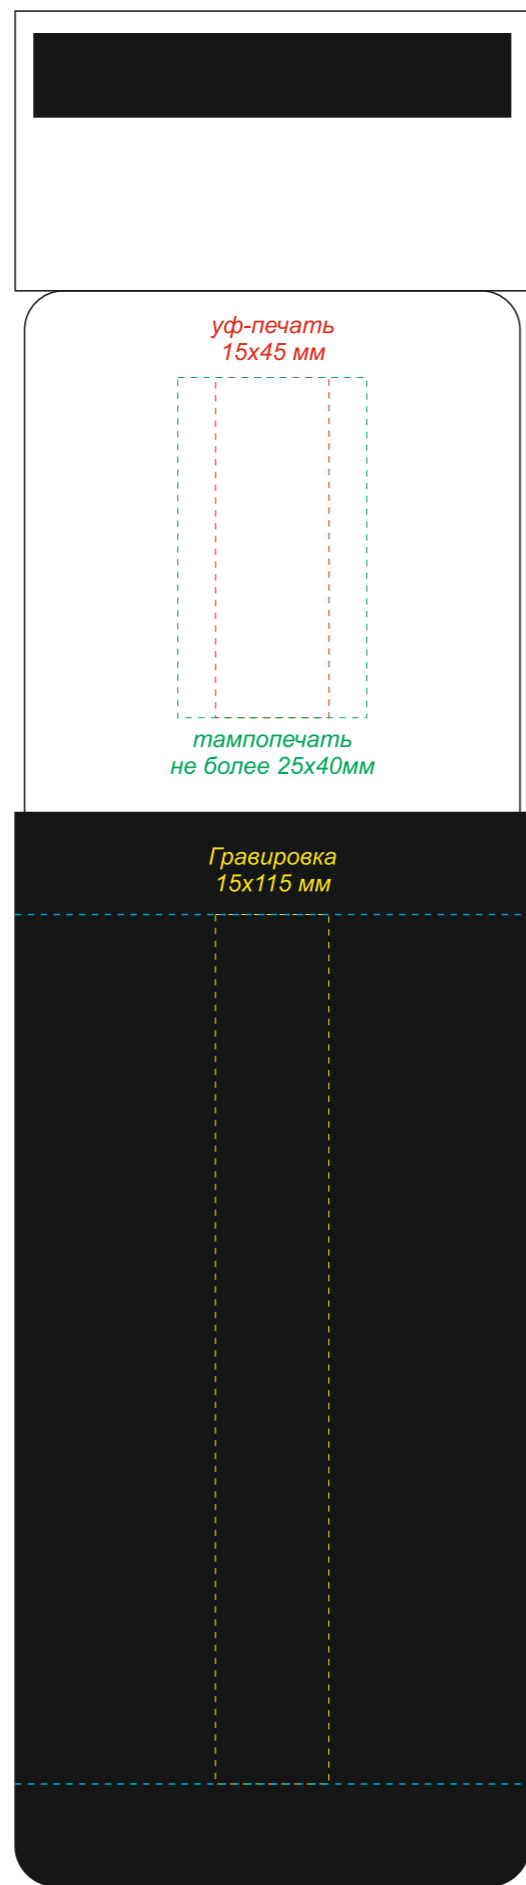 уф-печать
15х45 мм
тампопечать
не более 25х40мм
Гравировка
15х115 мм